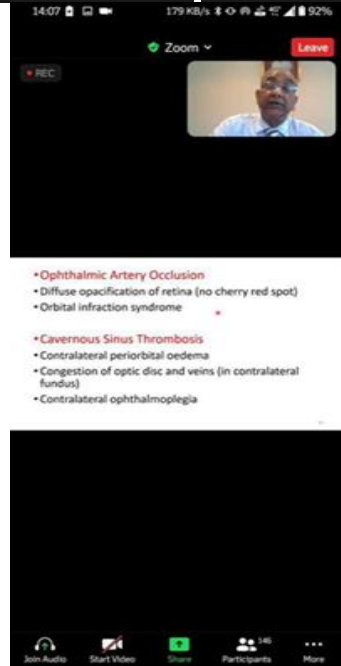 14:07 179 KB/s 92%
Zoom Leave
REC
• Ophthalmic Artery Occlusion
• Diffuse opacification of retina (no cherry red spot)
• Orbital infraction syndrome
• Cavernous Sinus Thrombosis
• Contralateral periorbital oedema
• Congestion of optic disc and veins (in contralateral
fundus)
• Contralateral ophthalmoplegia
146
Join Audio Start Video Share Participants More